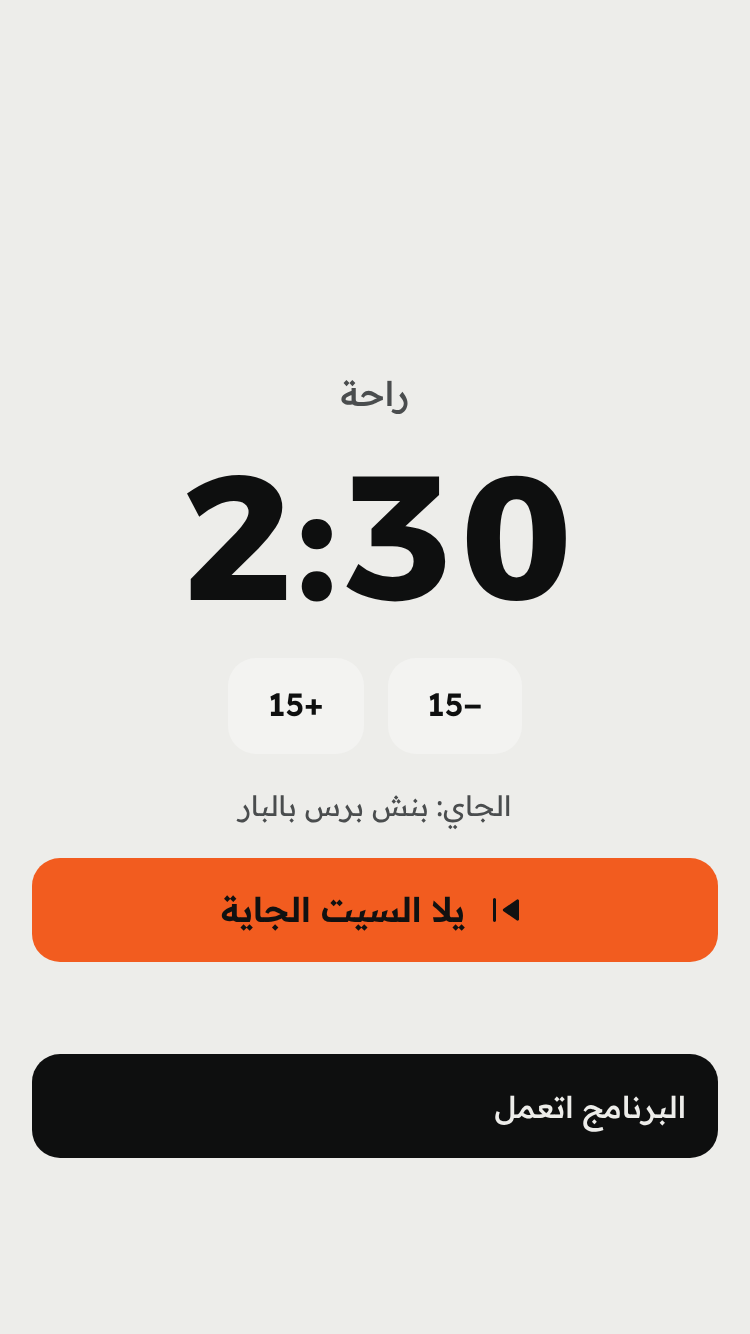 راحة
2:30
15−
15+
الجاي: بنش برس بالبار
يلا السيت الجاية
البرنامج اتعمل